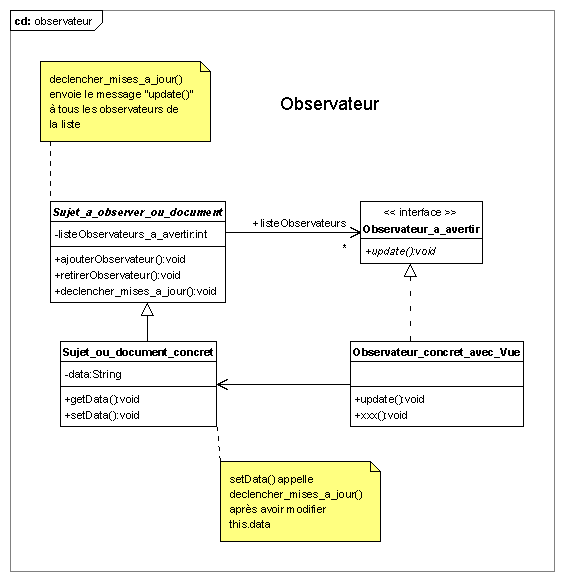 cd: observateur
declencher_mises_a_jour()
envoie le message "update()"
à tous les observateurs de
la liste
Observateur
Sujet_a_observer_ou_document
-listeObservateurs_a_avertir:int
+ajouterObservateur():void
+retirerObservateur():void
+declencher_mises_a_jour():void
+ listeObservateurs
*
<< interface >>
Observateur_a_avertir
+update():void
Sujet_ou_document_concret
-data:String
+getData():void
+setData():void
Observateur_concret_avec_Vue
+update():void
+xxx():void
setData() appelle
declencher_mises_a_jour()
après avoir modifier
this.data